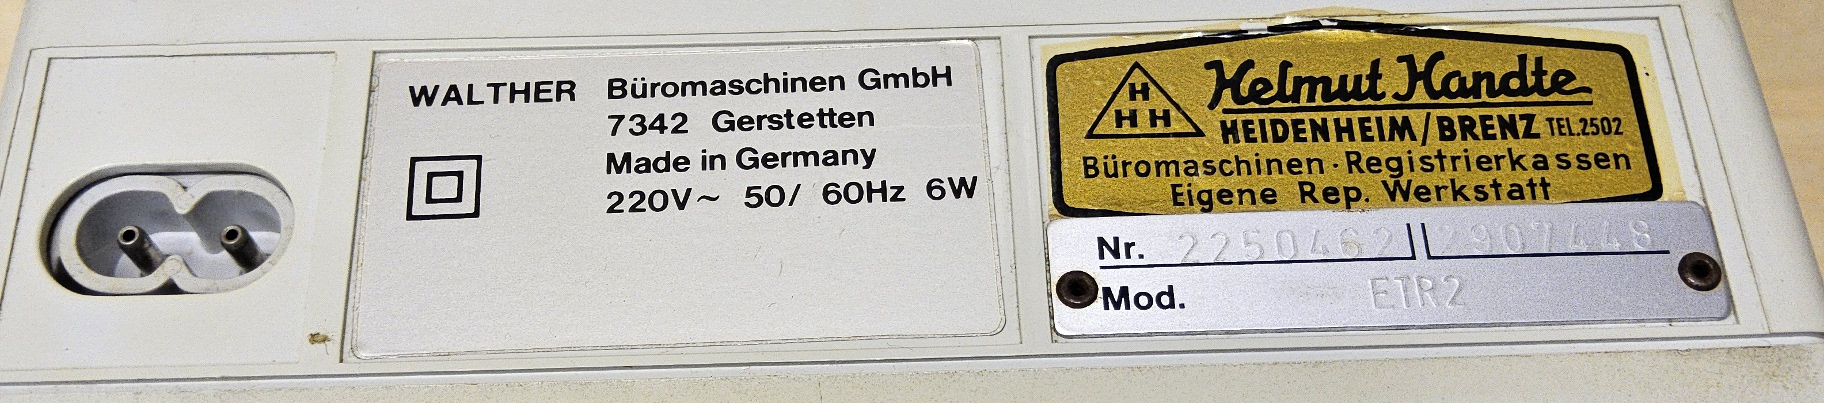 WALTHER Büromaschinen GmbH
7342 Gerstetten
Made in Germany
220V~ 50/ 60Hz 6W
H
H H
Helmut Handte
HEIDENHEIM/BRENZ TEL.2502
Büromaschinen · Registrierkassen
Eigene Rep. Werkstatt
Nr. 2250462 2907448
Mod. ETR2